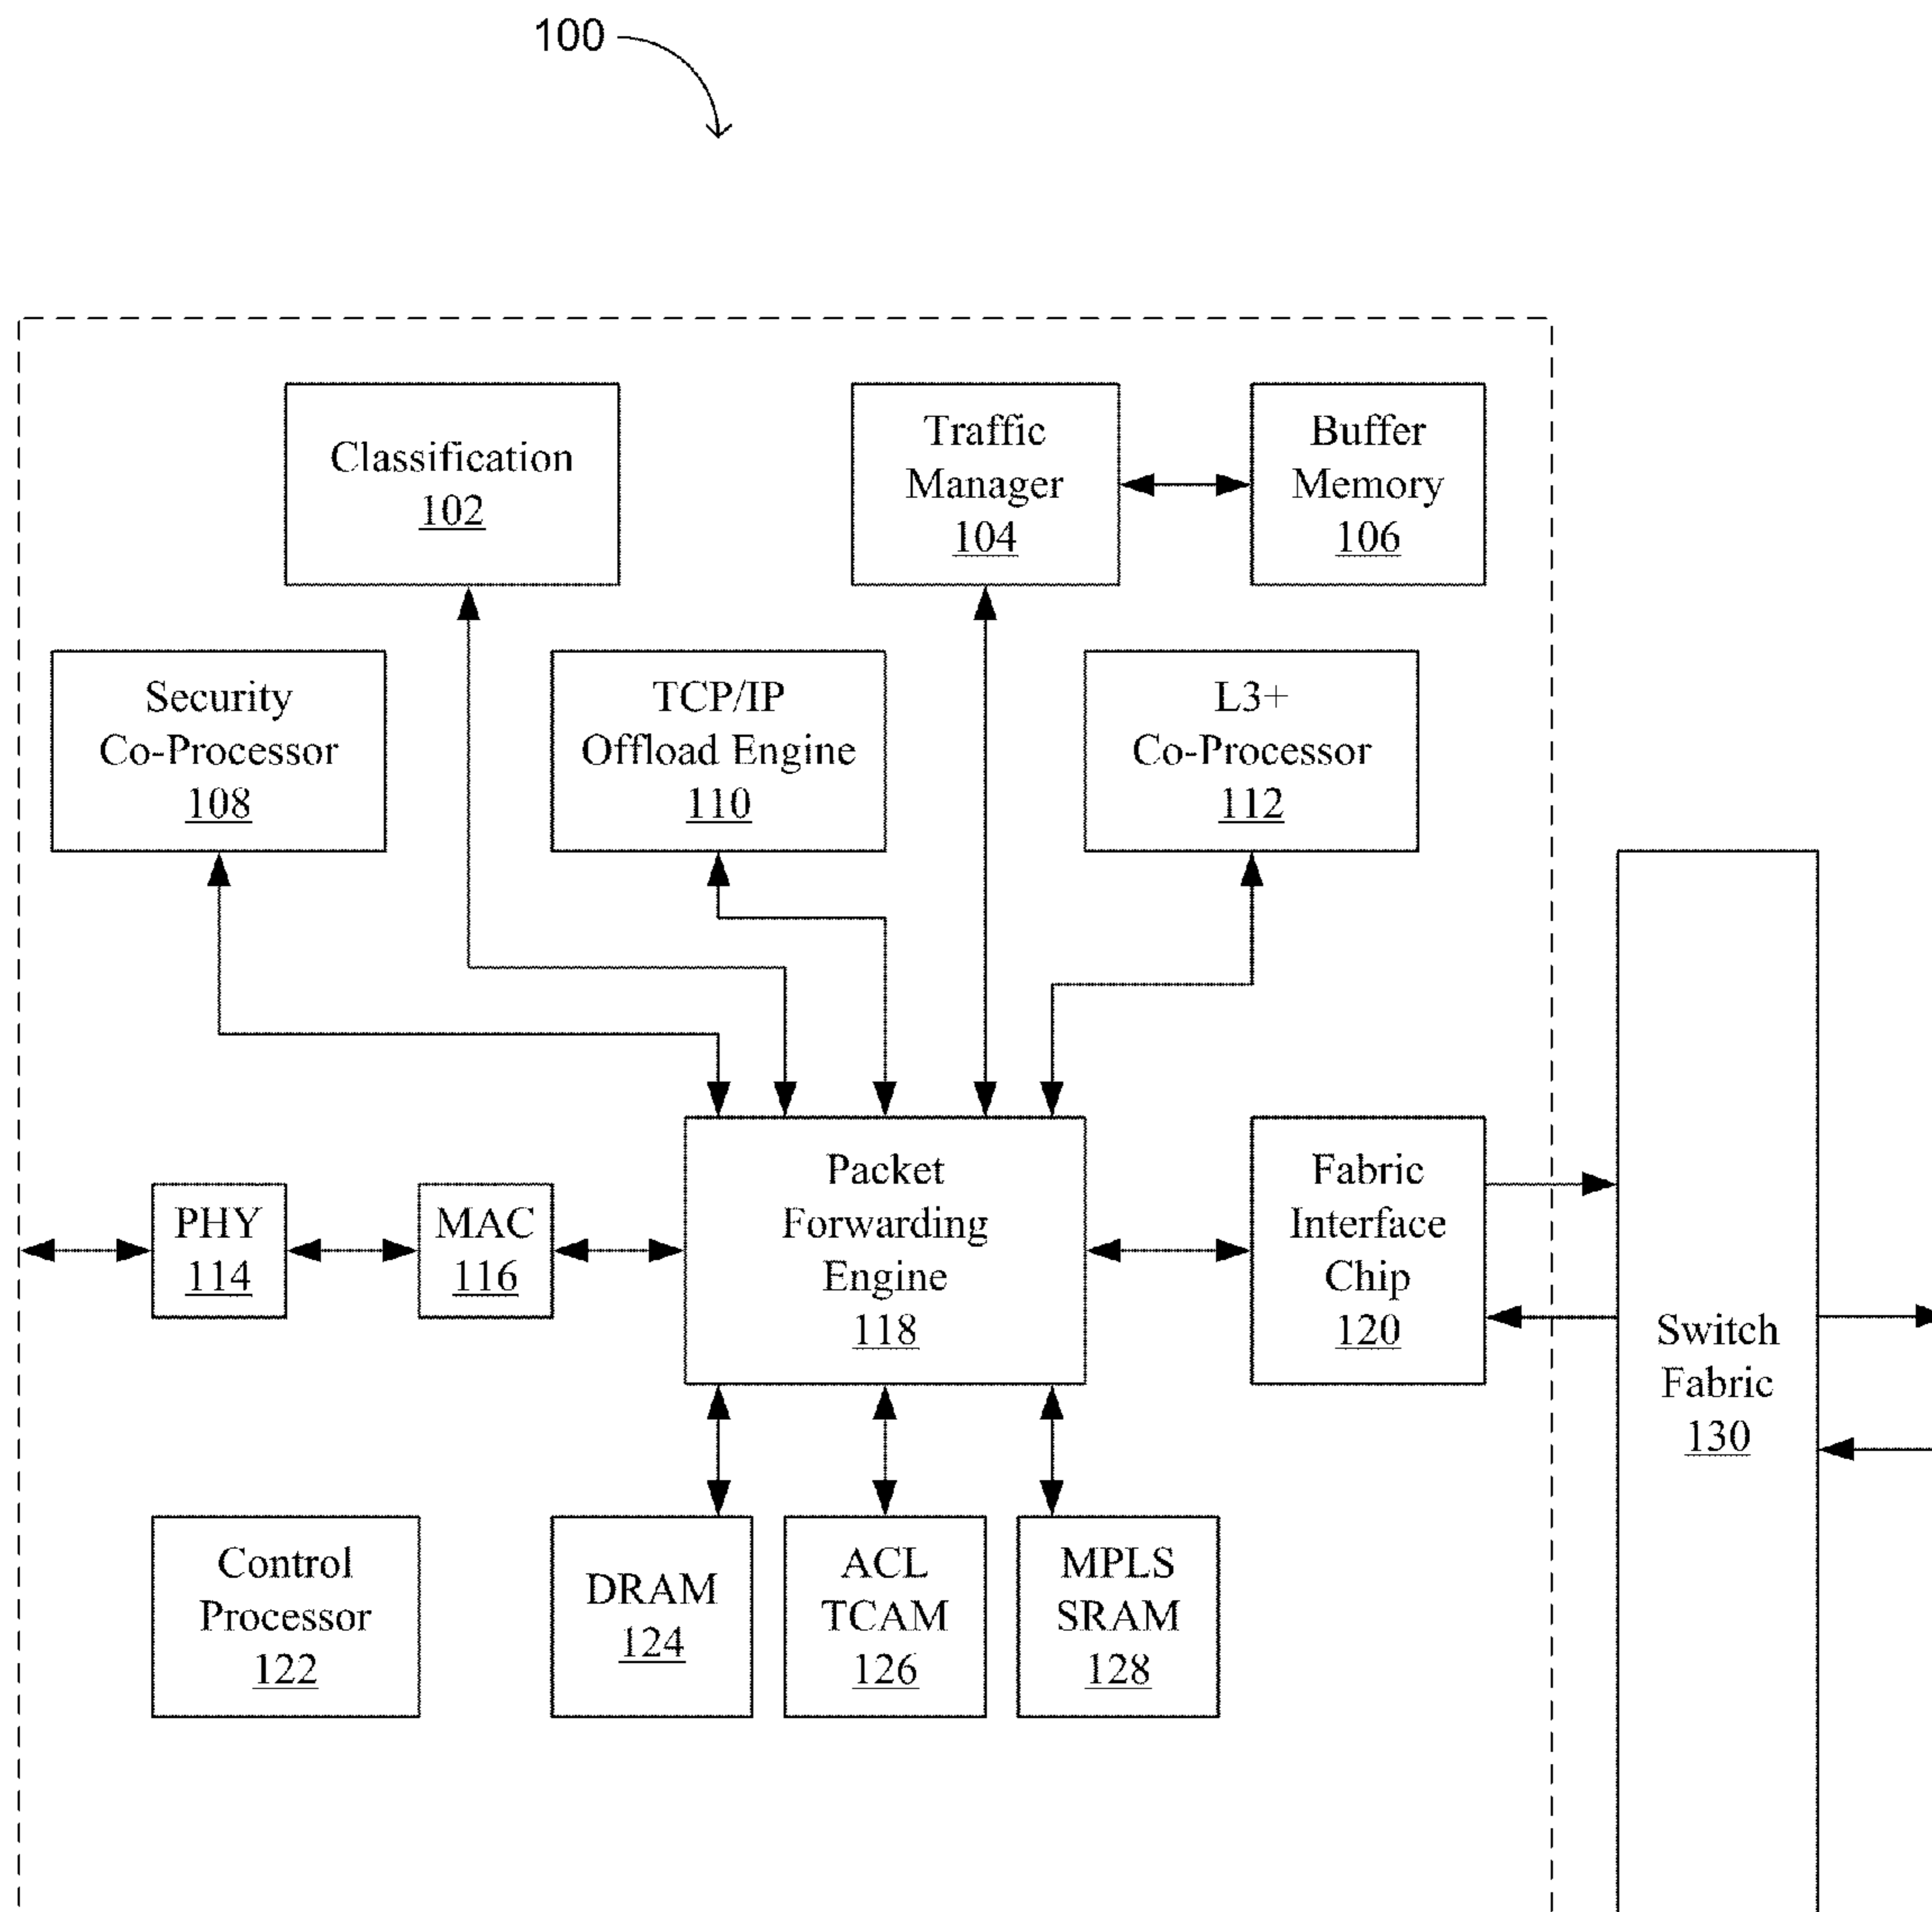 100
Classification
102
Traffic
Manager
104
Buffer
Memory
106
Security
Co-Processor
108
TCP/IP
Offload Engine
110
L3+
Co-Processor
112
PHY
114
MAC
116
Packet
Forwarding
Engine
118
Fabric
Interface
Chip
120
Switch
Fabric
130
Control
Processor
122
DRAM
124
ACL
TCAM
126
MPLS
SRAM
128